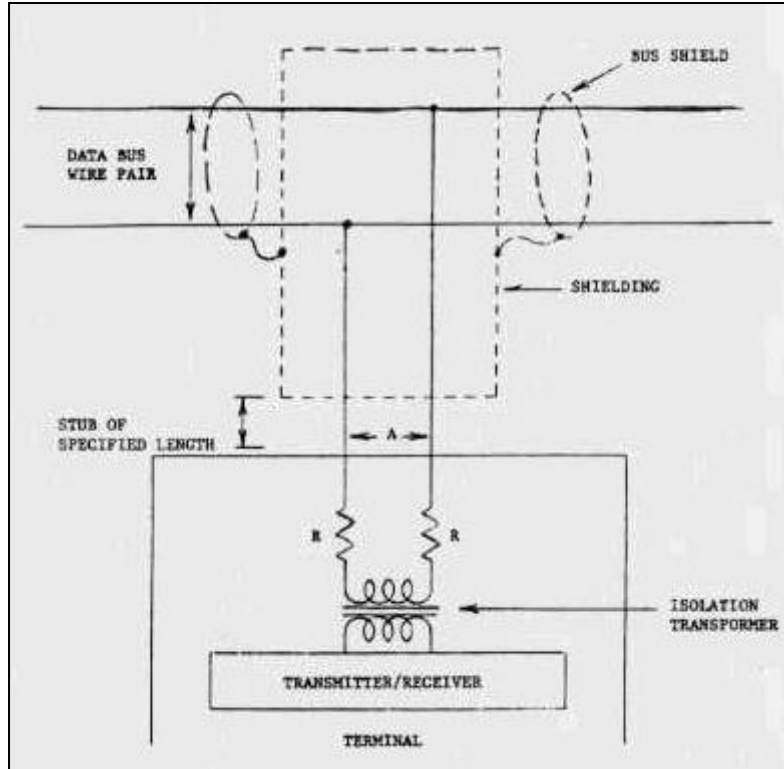 BUS SHIELD
DATA BUS
WIRE PAIR
SHIELDING
STUB OF
SPECIFIED LENGTH
A
R
R
ISOLATION
TRANSFORMER
TRANSMITTER/RECEIVER
TERMINAL